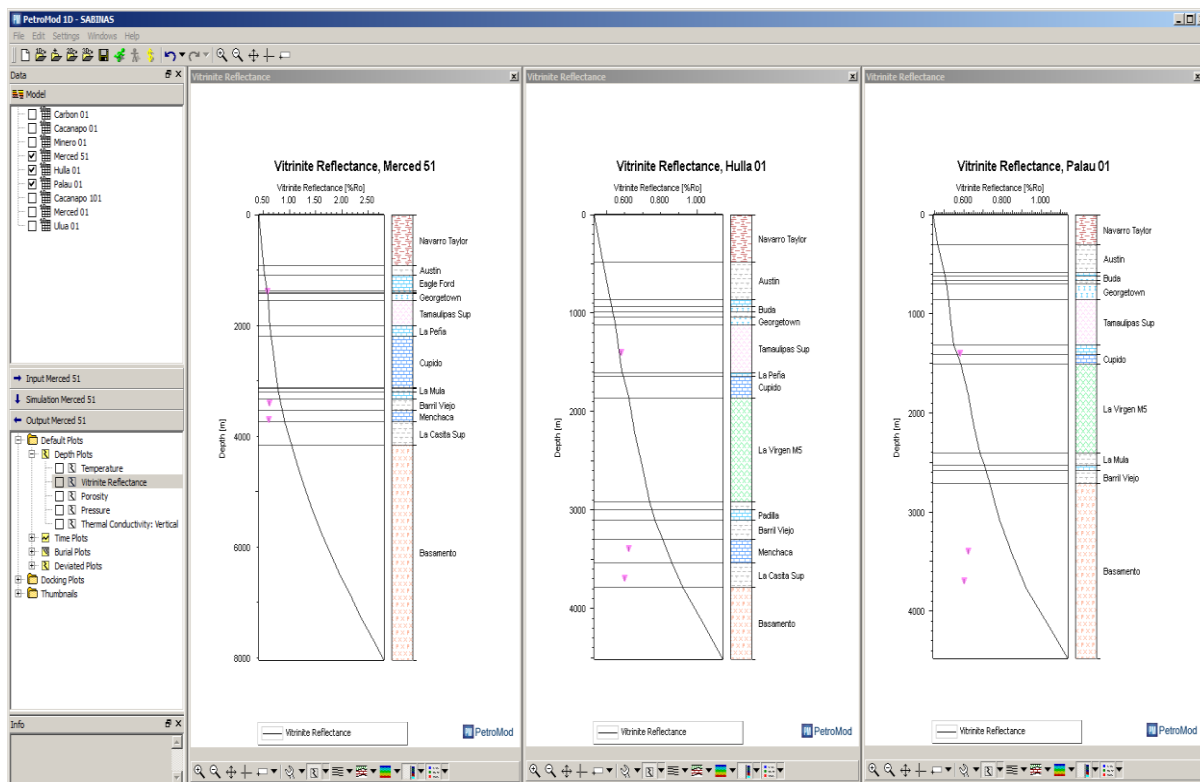 PetroMod 1D - SABINAS
File Edit Settings Windows Help
Data
Model
Carbon 01
Cacanapo 01
Minero 01
Merced 51
Hulla 01
Palau 01
Cacanapo 101
Merced 01
Ulua 01
Input Merced 51
Simulation Merced 51
Output Merced 51
Default Plots
Depth Plots
Temperature
Vitrinite Reflectance
Porosity
Pressure
Thermal Conductivity: Vertical
Time Plots
Burial Plots
Deviated Plots
Docking Plots
Thumbnails
Info
Vitrinite Reflectance
Vitrinite Reflectance, Merced 51
Vitrinite Reflectance [%Ro]
0.50 1.00 1.50 2.00 2.50
0
2000
4000
6000
8000
Depth [m]
Navarro Taylor
Austin
Eagle Ford
Georgetown
Tamaulipas Sup
La Peña
Cupido
La Mula
Barril Viejo
Menchaca
La Casita Sup
Basamento
Vitrinite Reflectance
PetroMod
Vitrinite Reflectance
Vitrinite Reflectance, Hulla 01
Vitrinite Reflectance [%Ro]
0.600 0.800 1.000
0
1000
2000
3000
4000
Depth [m]
Navarro Taylor
Austin
Buda
Georgetown
Tamaulipas Sup
La Peña
Cupido
La Virgen M5
Padilla
Barril Viejo
Menchaca
La Casita Sup
Basamento
Vitrinite Reflectance
PetroMod
Vitrinite Reflectance
Vitrinite Reflectance, Palau 01
Vitrinite Reflectance [%Ro]
0.600 0.800 1.000
0
1000
2000
3000
4000
Depth [m]
Navarro Taylor
Austin
Buda
Georgetown
Tamaulipas Sup
Cupido
La Virgen M5
La Mula
Barril Viejo
Basamento
Vitrinite Reflectance
PetroMod